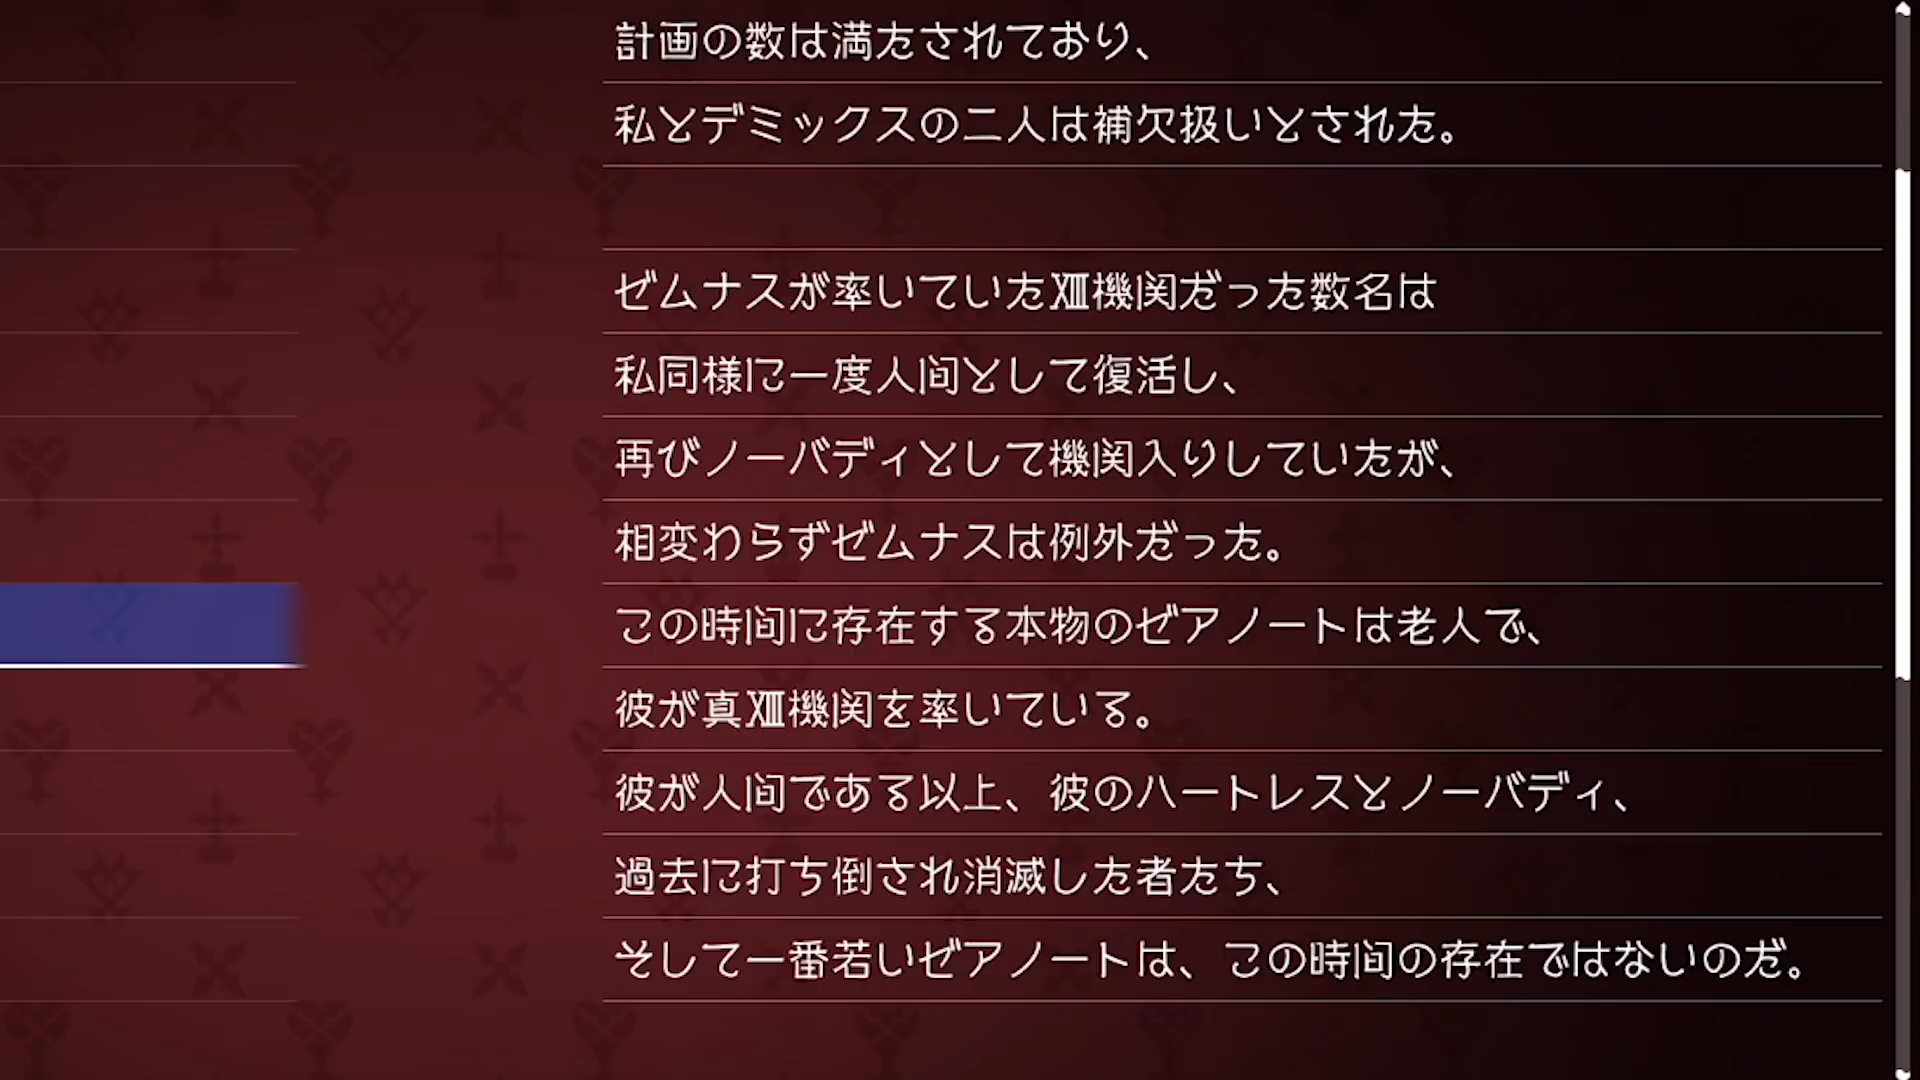 計画の数は満たされており、
私とデミックスの二人は補欠扱いとされた。
ゼムナスが率いていたⅩⅢ機関だった数名は
私同様に一度人间として復活し、
再びノーバディとして機関入りしていたが、
相変わらずゼムナスは例外だった。
この時間に存在する本物のゼアノートは老人で、
彼が真ⅩⅢ機関を率いている。
彼が人間である以上、彼のハートレスとノーバディ、
過去に打ち倒され消滅した者たち、
そして一番若いゼアノートは、この時間の存在ではないのだ。